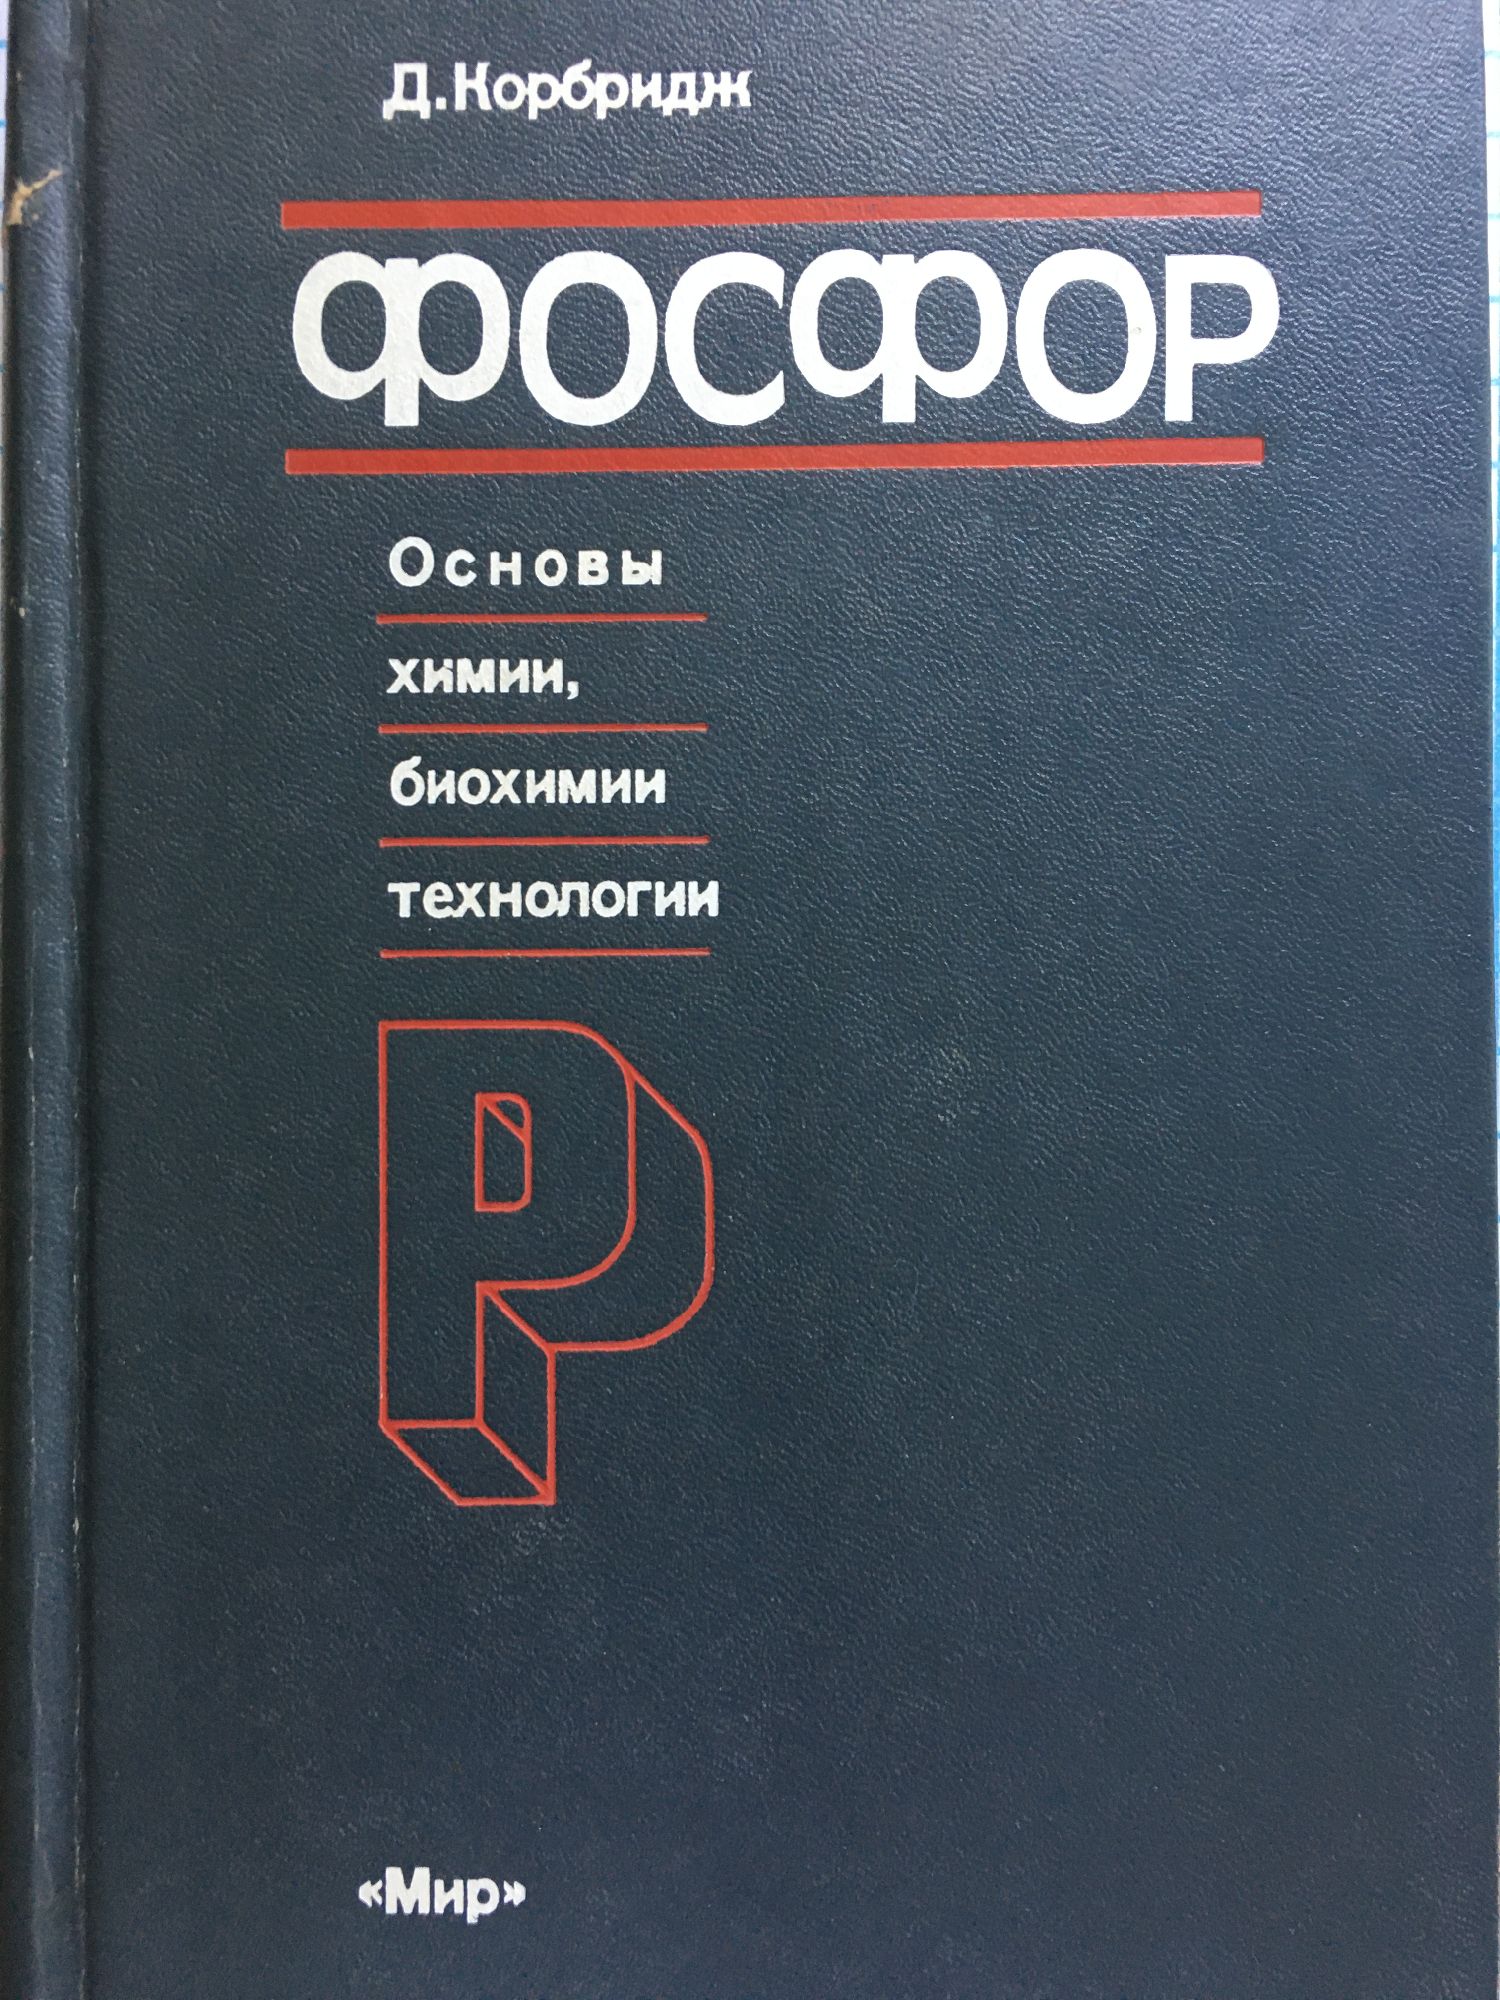 Д.Корбридж
ФОСФОР
Основы
химии,
биохимии
технологии
P
«Мир»